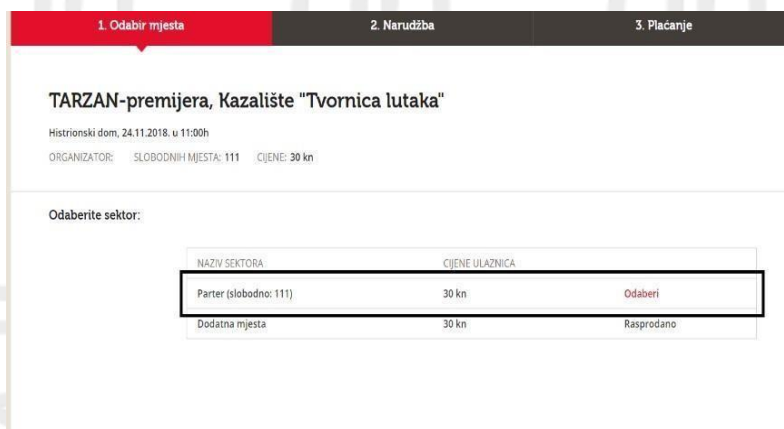 1. Odabir mjesta 2. Narudžba 3. Plaćanje
TARZAN-premijera, Kazalište "Tvornica lutaka"
Histrionski dom, 24.11.2018. u 11:00h
ORGANIZATOR: SLOBODNIH MJESTA: 111 CIJENE: 30 kn
Odaberite sektor:
NAZIV SEKTORA CIJENE ULAZNICA
Parter (slobodno: 111) 30 kn Odaberi
Dodatna mjesta 30 kn Rasprodano